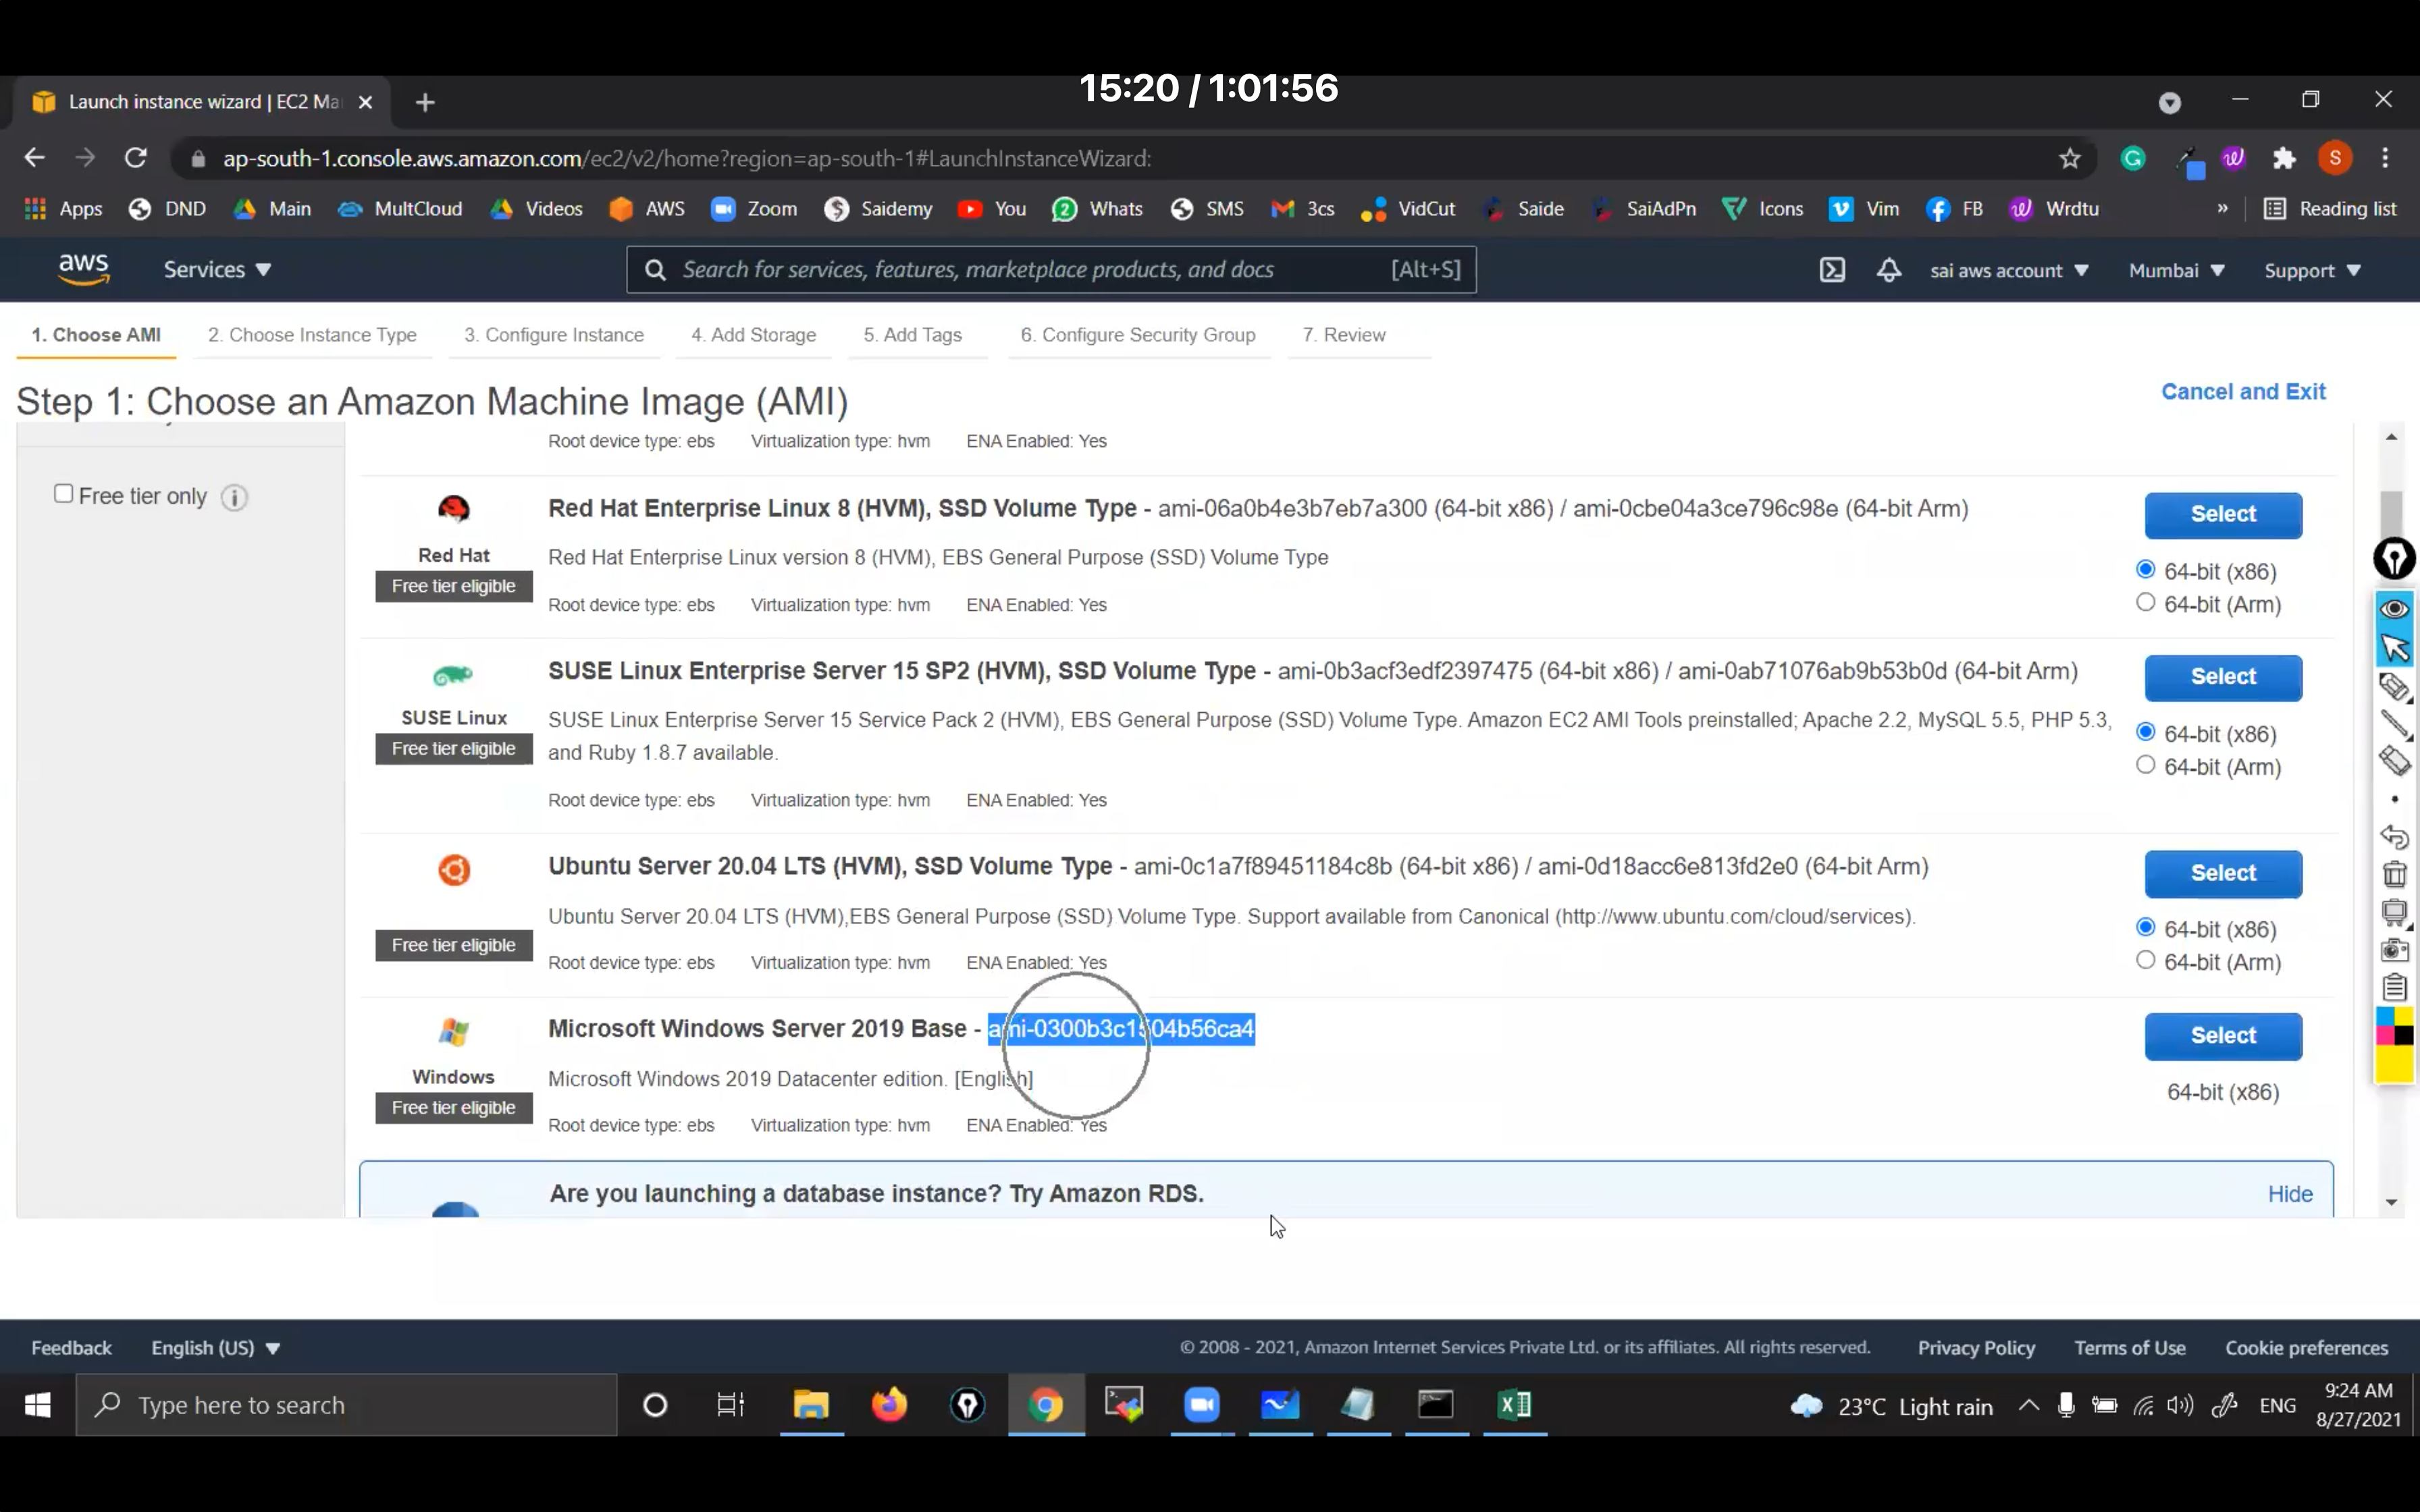 15:20 / 1:01:56
Launch instance wizard | EC2 Ma
ap-south-1.console.aws.amazon.com/ec2/v2/home?region=ap-south-1#LaunchInstanceWizard:
S
Apps DND Main MultCloud Videos AWS Zoom Saidemy You Whats SMS 3cs VidCut Saide SaiAdPn Icons Vim FB Wrdtu » Reading list
aws Services Search for services, features, marketplace products, and docs [Alt+S] sai aws account Mumbai Support
1. Choose AMI 2. Choose Instance Type 3. Configure Instance 4. Add Storage 5. Add Tags 6. Configure Security Group 7. Review
Step 1: Choose an Amazon Machine Image (AMI)
Cancel and Exit
Root device type: ebs Virtualization type: hvm ENA Enabled: Yes
Free tier only
Red Hat Enterprise Linux 8 (HVM), SSD Volume Type - ami-06a0b4e3b7eb7a300 (64-bit x86) / ami-0cbe04a3ce796c98e (64-bit Arm)
Select
Red Hat
Free tier eligible
Red Hat Enterprise Linux version 8 (HVM), EBS General Purpose (SSD) Volume Type
64-bit (x86)
Root device type: ebs Virtualization type: hvm ENA Enabled: Yes
64-bit (Arm)
SUSE Linux Enterprise Server 15 SP2 (HVM), SSD Volume Type - ami-0b3acf3edf2397475 (64-bit x86) / ami-0ab71076ab9b53b0d (64-bit Arm)
Select
SUSE Linux
Free tier eligible
SUSE Linux Enterprise Server 15 Service Pack 2 (HVM), EBS General Purpose (SSD) Volume Type. Amazon EC2 AMI Tools preinstalled; Apache 2.2, MySQL 5.5, PHP 5.3,
and Ruby 1.8.7 available.
64-bit (x86)
64-bit (Arm)
Root device type: ebs Virtualization type: hvm ENA Enabled: Yes
Ubuntu Server 20.04 LTS (HVM), SSD Volume Type - ami-0c1a7f89451184c8b (64-bit x86) / ami-0d18acc6e813fd2e0 (64-bit Arm)
Select
Ubuntu Server 20.04 LTS (HVM),EBS General Purpose (SSD) Volume Type. Support available from Canonical (http://www.ubuntu.com/cloud/services).
Free tier eligible
64-bit (x86)
Root device type: ebs Virtualization type: hvm ENA Enabled: Yes
64-bit (Arm)
Microsoft Windows Server 2019 Base - ami-0300b3c1504b56ca4
Select
Windows
Free tier eligible
Microsoft Windows 2019 Datacenter edition. [English]
64-bit (x86)
Root device type: ebs Virtualization type: hvm ENA Enabled: Yes
Are you launching a database instance? Try Amazon RDS.
Hide
Feedback English (US) © 2008 - 2021, Amazon Internet Services Private Ltd. or its affiliates. All rights reserved. Privacy Policy Terms of Use Cookie preferences
Type here to search
23°C Light rain ENG
9:24 AM
8/27/2021